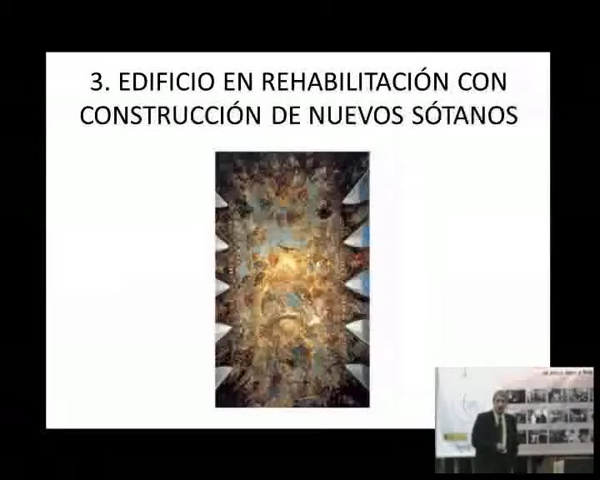 3. EDIFICIO EN REHABILITACIÓN CON
CONSTRUCCIÓN DE NUEVOS SÓTANOS